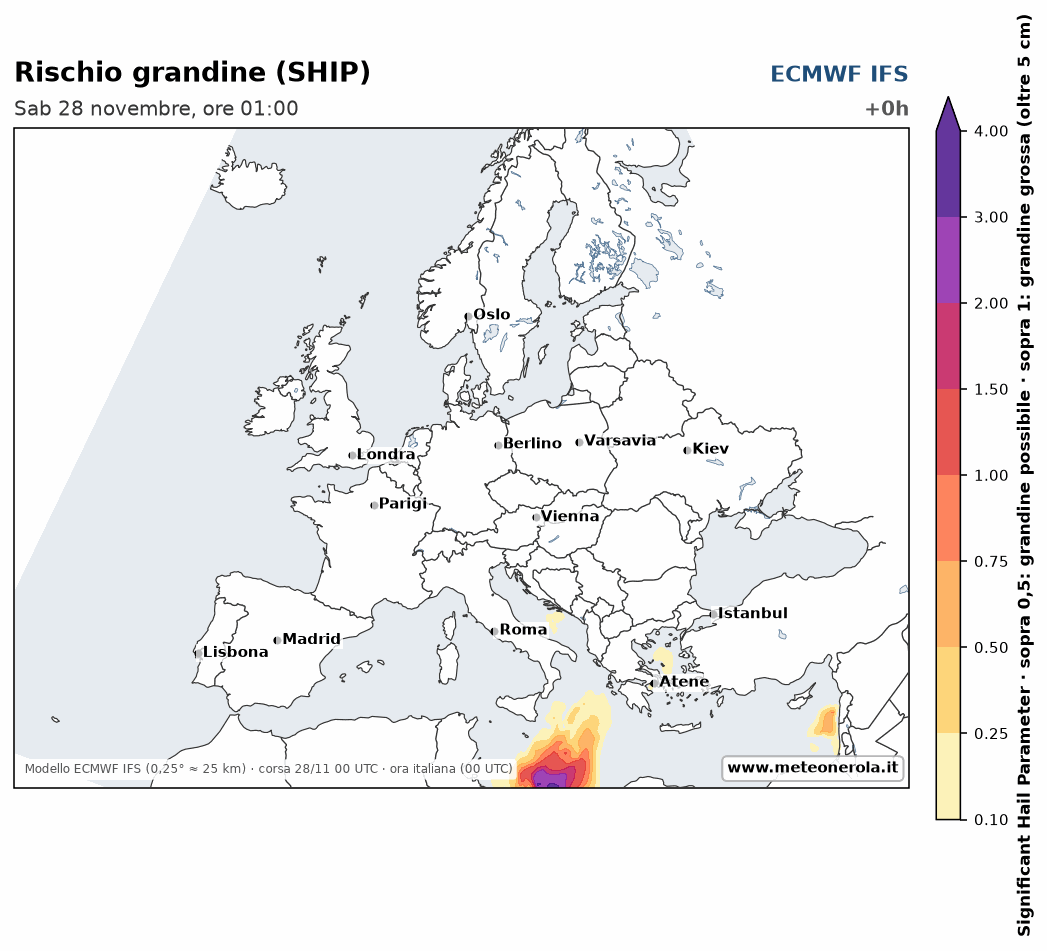 Rischio grandine (SHIP)
ECMWF IFS
Sab 28 novembre, ore 01:00
+0h
Oslo
Berlino
Varsavia
Kiev
Londra
Parigi
Vienna
Istanbul
Roma
Madrid
Lisbona
Atene
Modello ECMWF IFS (0,25° ≈ 25 km) · corsa 28/11 00 UTC · ora italiana (00 UTC)
www.meteonerola.it
4.00
3.00
2.00
1.50
1.00
0.75
0.50
0.25
0.10
Significant Hail Parameter · sopra 0,5: grandine possibile · sopra 1: grandine grossa (oltre 5 cm)